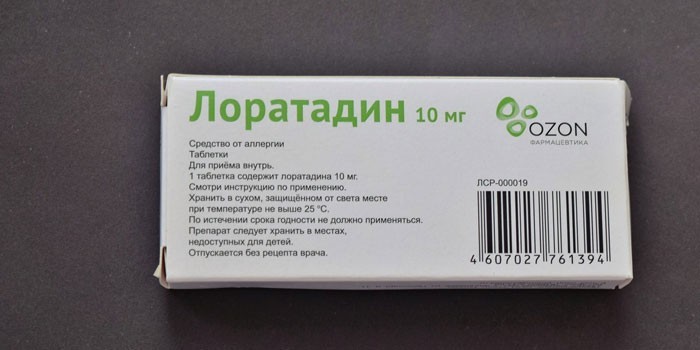 Лоратадин 10 мг
OZON
ФАРМАЦЕВТИКА
Средство от аллергии
Таблетки
Для приёма внутрь.
1 таблетка содержит лоратадина 10 мг.
Смотри инструкцию по применению.
Хранить в сухом, защищённом от света месте
при температуре не выше 25 °С.
По истечении срока годности не должно применяться.
Препарат следует хранить в местах,
недоступных для детей.
Отпускается без рецепта врача.
ЛСР-000019
4 607027 761394